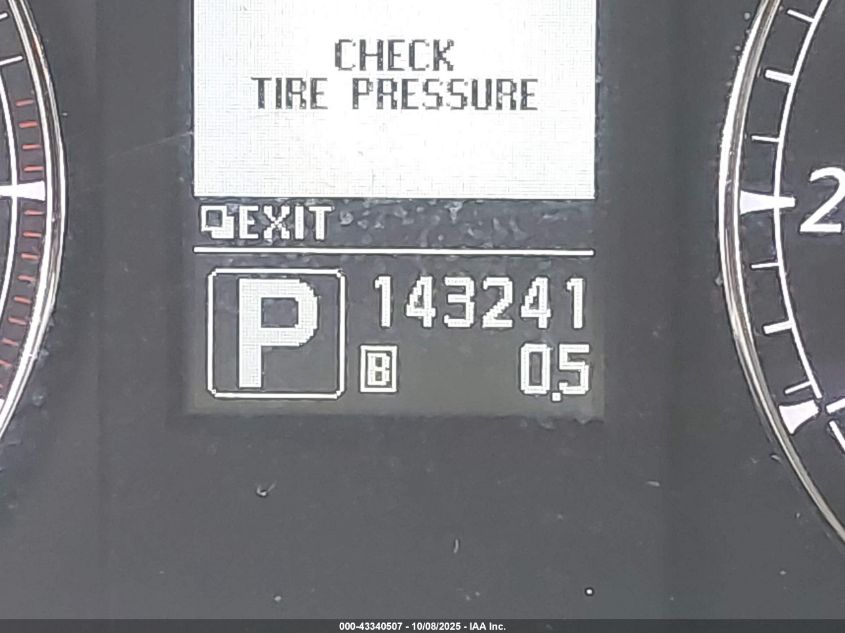 CHECK
TIRE PRESSURE
EXIT
P 143241
B 0.5
2
000-43340507 - 10/08/2025 - IAA Inc.